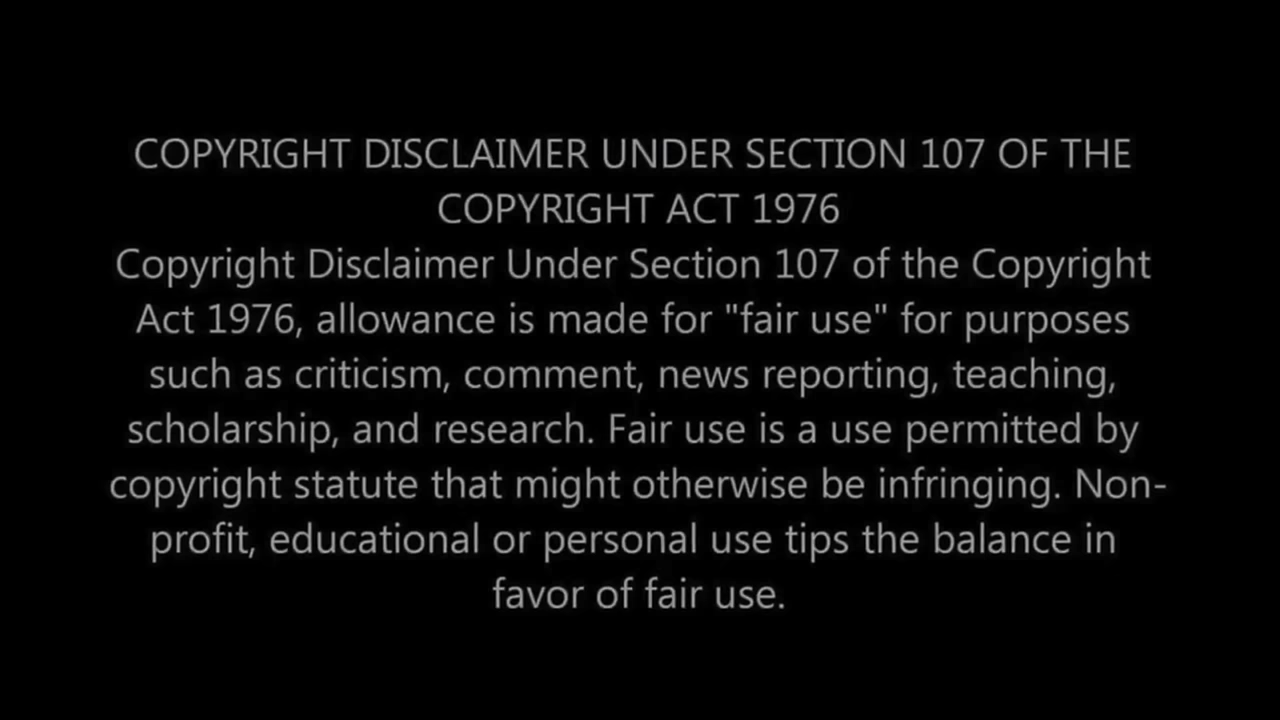 COPYRIGHT DISCLAIMER UNDER SECTION 107 OF THE
COPYRIGHT ACT 1976
Copyright Disclaimer Under Section 107 of the Copyright
Act 1976, allowance is made for "fair use" for purposes
such as criticism, comment, news reporting, teaching,
scholarship, and research. Fair use is a use permitted by
copyright statute that might otherwise be infringing. Non-
profit, educational or personal use tips the balance in
favor of fair use.